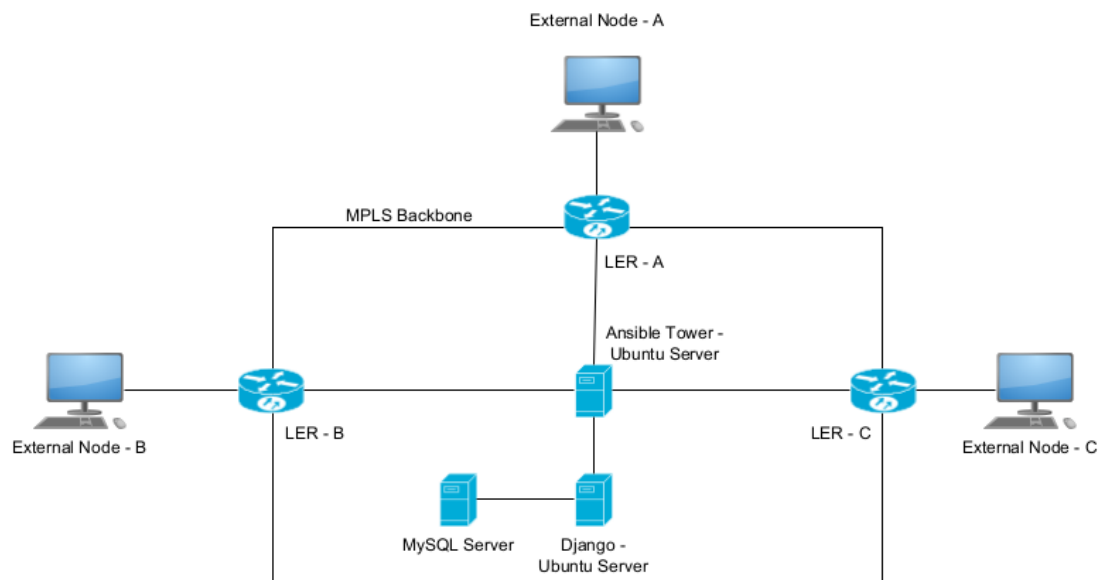 External Node - A
MPLS Backbone
LER - A
Ansible Tower -
Ubuntu Server
LER - B
LER - C
External Node - B
External Node - C
MySQL Server
Django -
Ubuntu Server